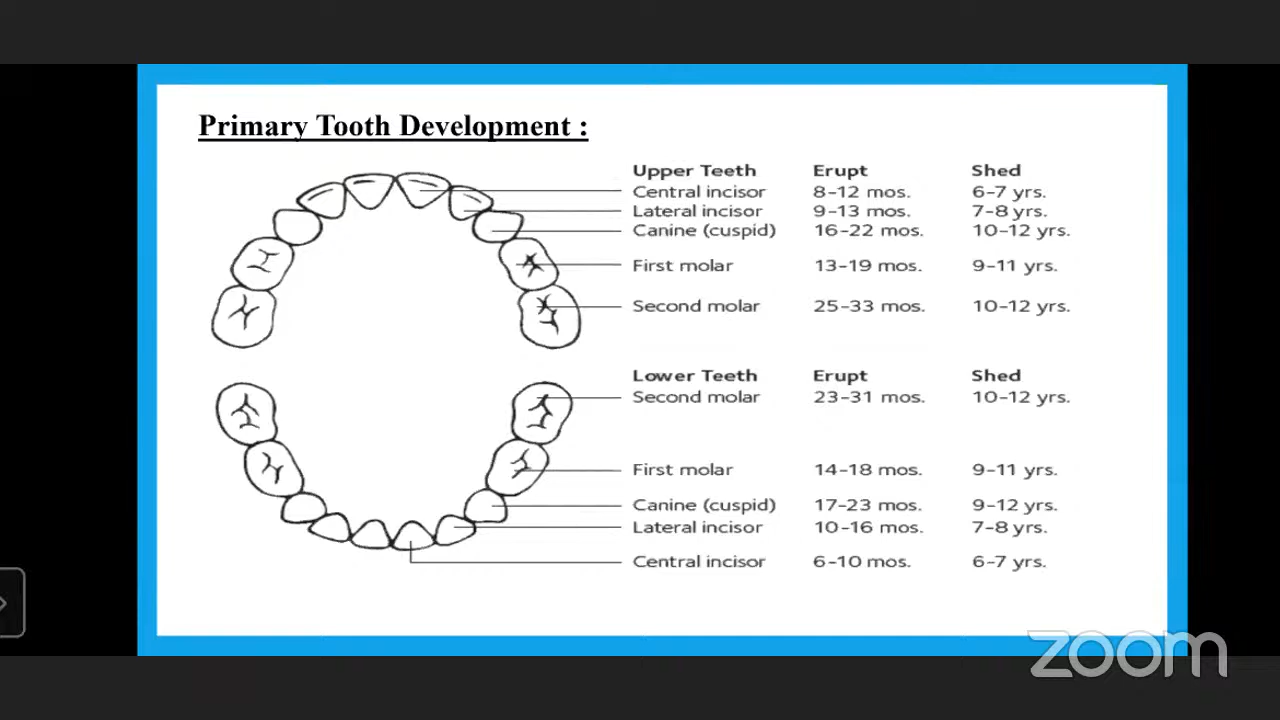 Primary Tooth Development :
Upper Teeth Erupt Shed
Central incisor 8-12 mos. 6-7 yrs.
Lateral incisor 9-13 mos. 7-8 yrs.
Canine (cuspid) 16-22 mos. 10-12 yrs.
First molar 13-19 mos. 9-11 yrs.
Second molar 25-33 mos. 10-12 yrs.
Lower Teeth Erupt Shed
Second molar 23-31 mos. 10-12 yrs.
First molar 14-18 mos. 9-11 yrs.
Canine (cuspid) 17-23 mos. 9-12 yrs.
Lateral incisor 10-16 mos. 7-8 yrs.
Central incisor 6-10 mos. 6-7 yrs.
zoom